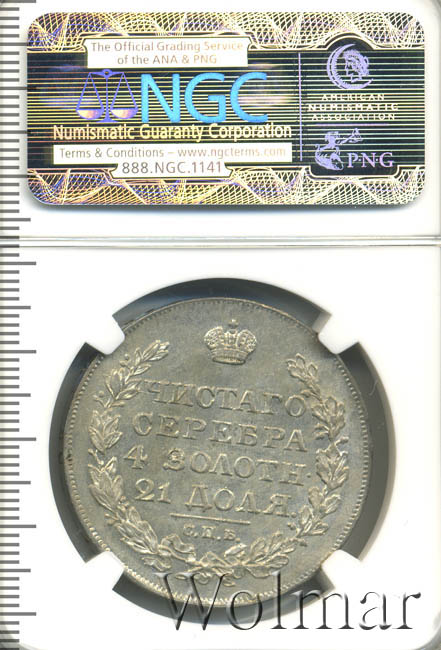 The Official Grading Service
of the ANA & PNG
NGC
Numismatic Guaranty Corporation
Terms & Conditions – www.ngcterms.com
888.NGC.1141
AMERICAN
NUMISMATIC
ASSOCIATION
PNG
ЧИСТАГО
СЕРЕБРА
4 ЗОЛОТН.
21 ДОЛЯ.
С.П.Б.
Wolmar